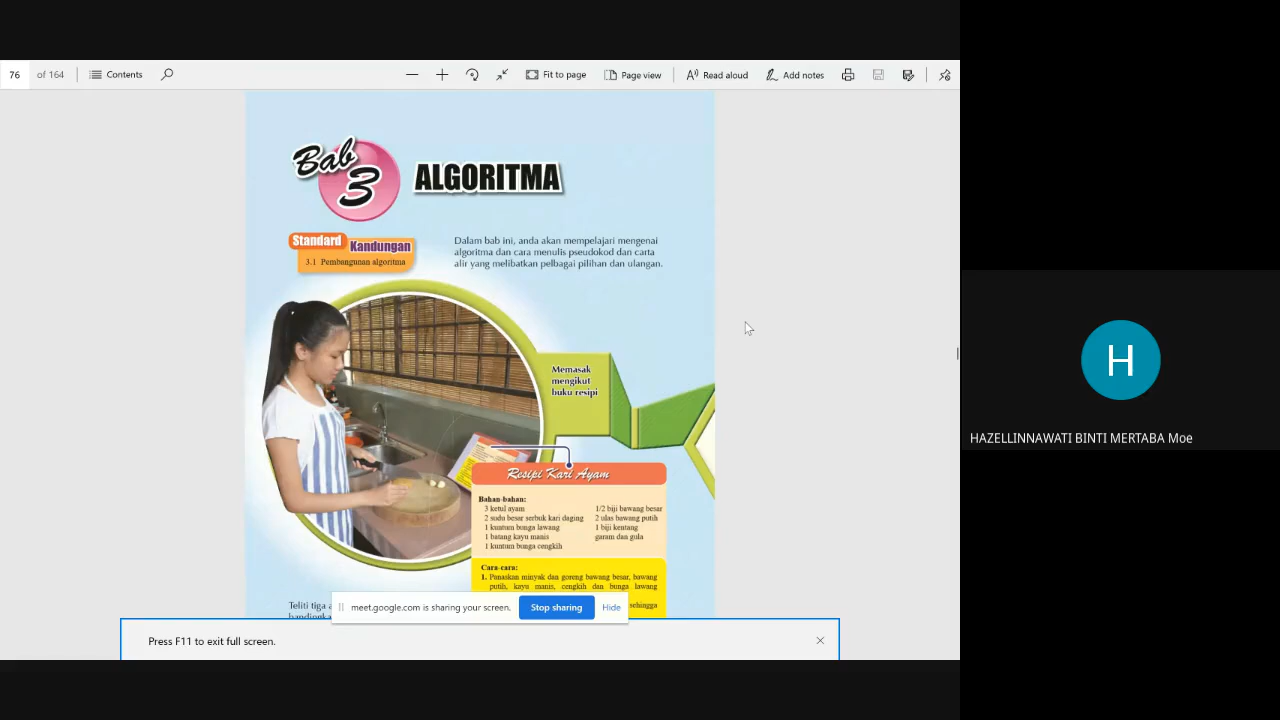 76 of 164 Contents Fit to page Page view Read aloud Add notes
Bab 3
ALGORITMA
Standard Kandungan
3.1 Pembangunan algoritma
Dalam bab ini, anda akan mempelajari mengenai
algoritma dan cara menulis pseudokod dan carta
alir yang melibatkan pelbagai pilihan dan ulangan.
Memasak
mengikut
buku resipi
Resipi Kari Ayam
Bahan-bahan:
3 ketul ayam
2 sudu besar serbuk kari daging
1 kuntum bunga lawang
1 batang kayu manis
1 kuntum bunga cengkih
1/2 biji bawang besar
2 ulas bawang putih
1 biji kentang
garam dan gula
Cara-cara:
1. Panaskan minyak dan goreng bawang besar, bawang
putih, kayu manis, cengkih dan bunga lawang
sehingga
Teliti tiga
meet.google.com is sharing your screen. Stop sharing Hide
Press F11 to exit full screen.
H
HAZELLINNAWATI BINTI MERTABA Moe